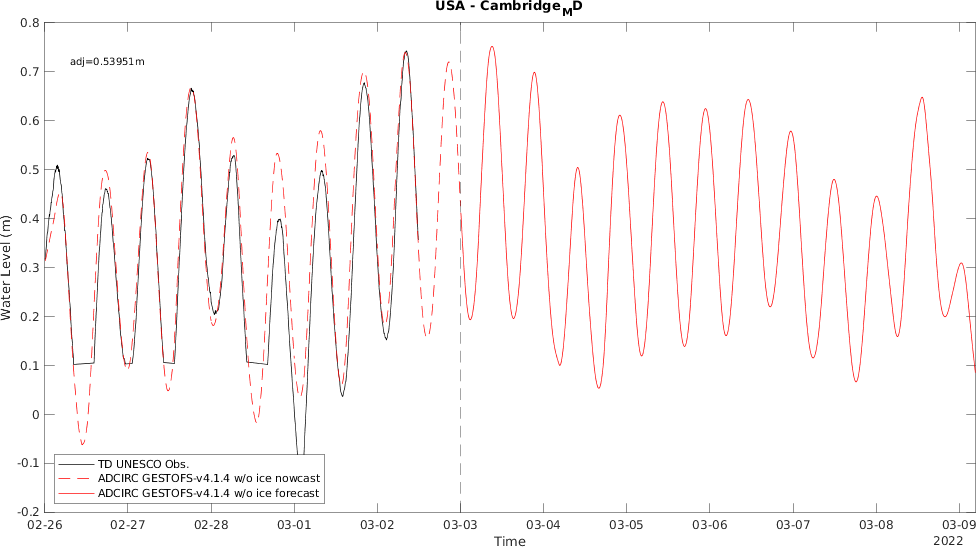 USA - Cambridge_MD
adj=0.53951m
0.8
0.7
0.6
0.5
0.4
0.3
0.2
0.1
0
-0.1
-0.2
Water Level (m)
TD UNESCO Obs.
ADCIRC GESTOFS-v4.1.4 w/o ice nowcast
ADCIRC GESTOFS-v4.1.4 w/o ice forecast
02-26 02-27 02-28 03-01 03-02 03-03 03-04 03-05 03-06 03-07 03-08 03-09
Time
2022